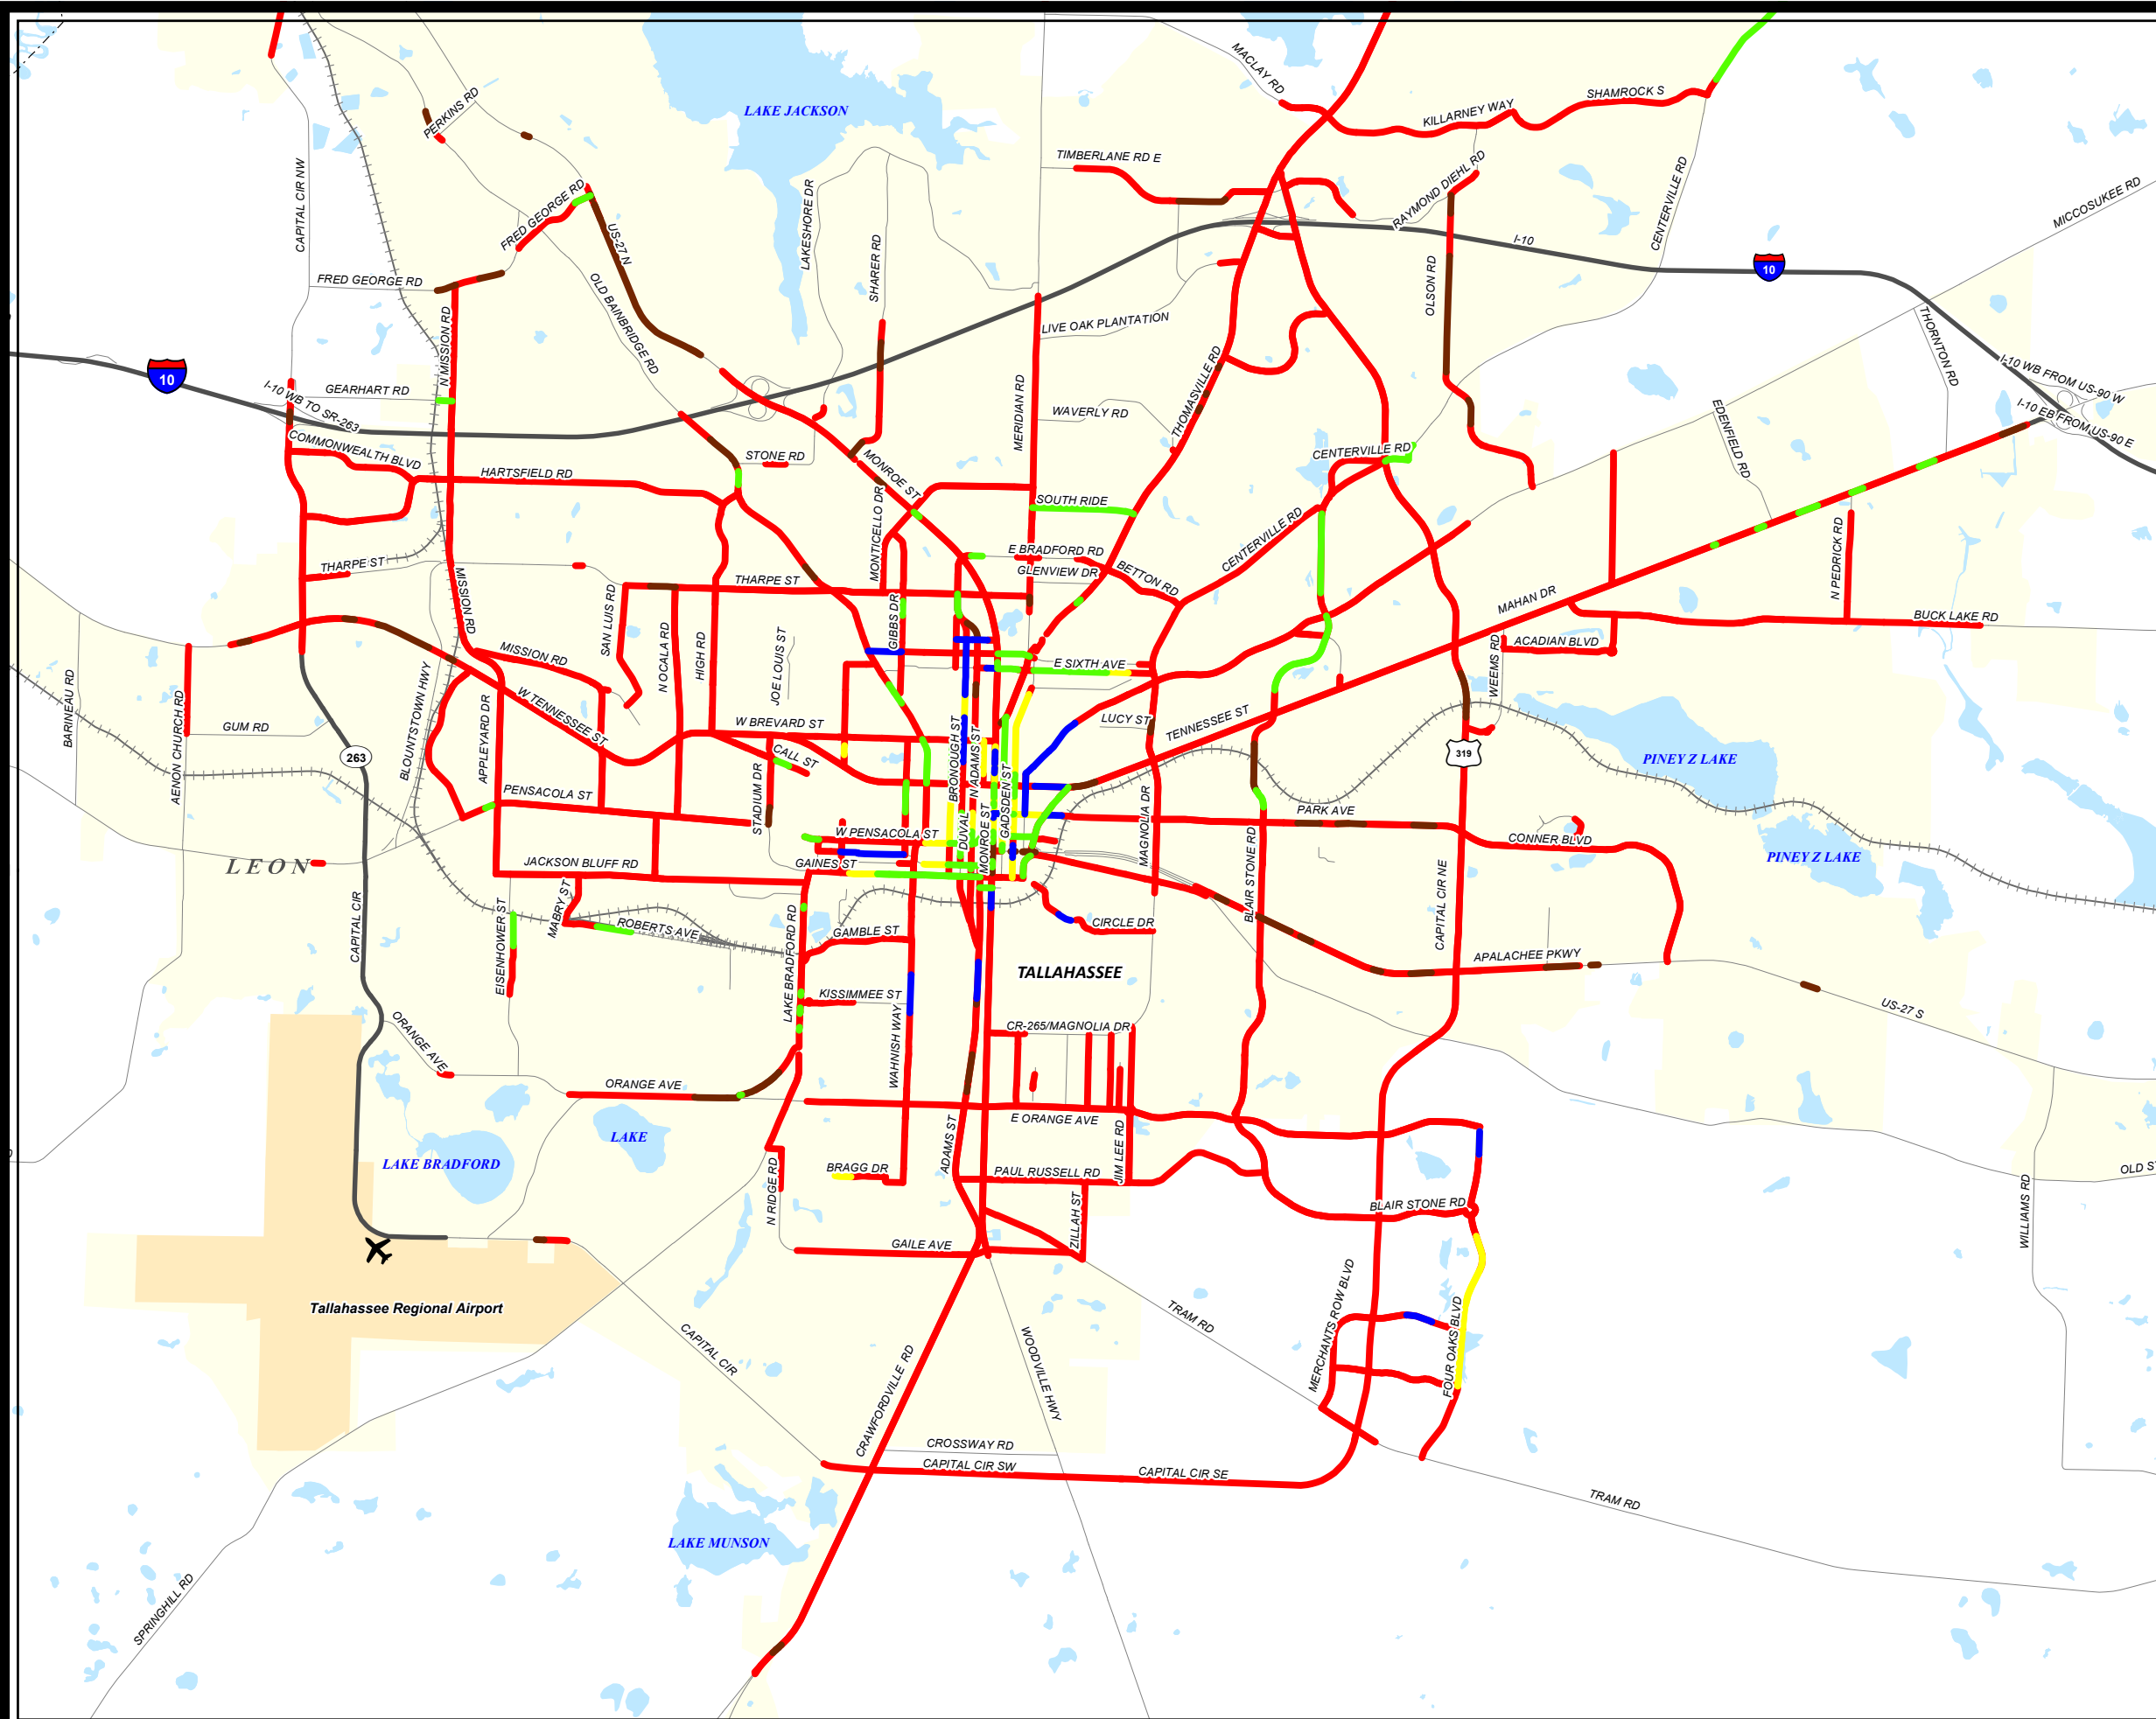 MACLAY RD
SHAMROCK S
KILLARNEY WAY
PERKINS RD
LAKE JACKSON
TIMBERLANE RD E
RAYMOND DIEHL RD
CENTERVILLE RD
MICCOSUKEE RD
CAPITAL CIR NW
FRED GEORGE RD
LAKESHORE DR
US-27 N
SHARER RD
I-10
10
FRED GEORGE RD
OLD BAINBRIDGE RD
OLSON RD
N MISSION RD
LIVE OAK PLANTATION
THORNTON RD
10
GEARHART RD
I-10 WB TO SR-263
MERIDIAN RD
THOMASVILLE RD
I-10 WB FROM US-90 W
I-10 EB FROM US-90 E
WAVERLY RD
EDENFIELD RD
COMMONWEALTH BLVD
HARTSFIELD RD
STONE RD
MONROE ST
CENTERVILLE RD
MONTICELLO DR
SOUTH RIDE
CENTERVILLE RD
N PEDRICK RD
THARPE ST
E BRADFORD RD
GLENVIEW DR
BETTON RD
THARPE ST
MISSION RD
SAN LUIS RD
N OCALA RD
HIGH RD
JOE LOUIS ST
GIBBS DR
MAHAN DR
BUCK LAKE RD
ACADIAN BLVD
WEEMS RD
MISSION RD
E SIXTH AVE
BARINEAU RD
AENON CHURCH RD
GUM RD
BLOUNTSTOWN HWY
APPLEYARD DR
W TENNESSEE ST
W BREVARD ST
LUCY ST
TENNESSEE ST
263
319
CALL ST
BRONOUGH ST
N ADAMS ST
PINEY Z LAKE
PENSACOLA ST
STADIUM DR
W PENSACOLA ST
DUVAL
MONROE ST
GADSDEN ST
MAGNOLIA DR
PARK AVE
CONNER BLVD
BLAIR STONE RD
PINEY Z LAKE
LEON
JACKSON BLUFF RD
GAINES ST
CAPITAL CIR
EISENHOWER ST
MABRY ST
ROBERTS AVE
LAKE BRADFORD RD
GAMBLE ST
CIRCLE DR
CAPITAL CIR NE
APALACHEE PKWY
TALLAHASSEE
KISSIMMEE ST
US-27 S
ORANGE AVE
WAHNISH WAY
CR-265/MAGNOLIA DR
ORANGE AVE
E ORANGE AVE
LAKE
LAKE BRADFORD
ADAMS ST
JIM LEE RD
BRAGG DR
PAUL RUSSELL RD
N RIDGE RD
ZILLAH ST
BLAIR STONE RD
WILLIAMS RD
OLD S
GAILE AVE
Tallahassee Regional Airport
CAPITAL CIR
CRAWFORDVILLE RD
WOODVILLE HWY
TRAM RD
MERCHANTS ROW BLVD
FOUR OAKS BLVD
CROSSWAY RD
CAPITAL CIR SW
CAPITAL CIR SE
TRAM RD
LAKE MUNSON
SPRINGHILL RD